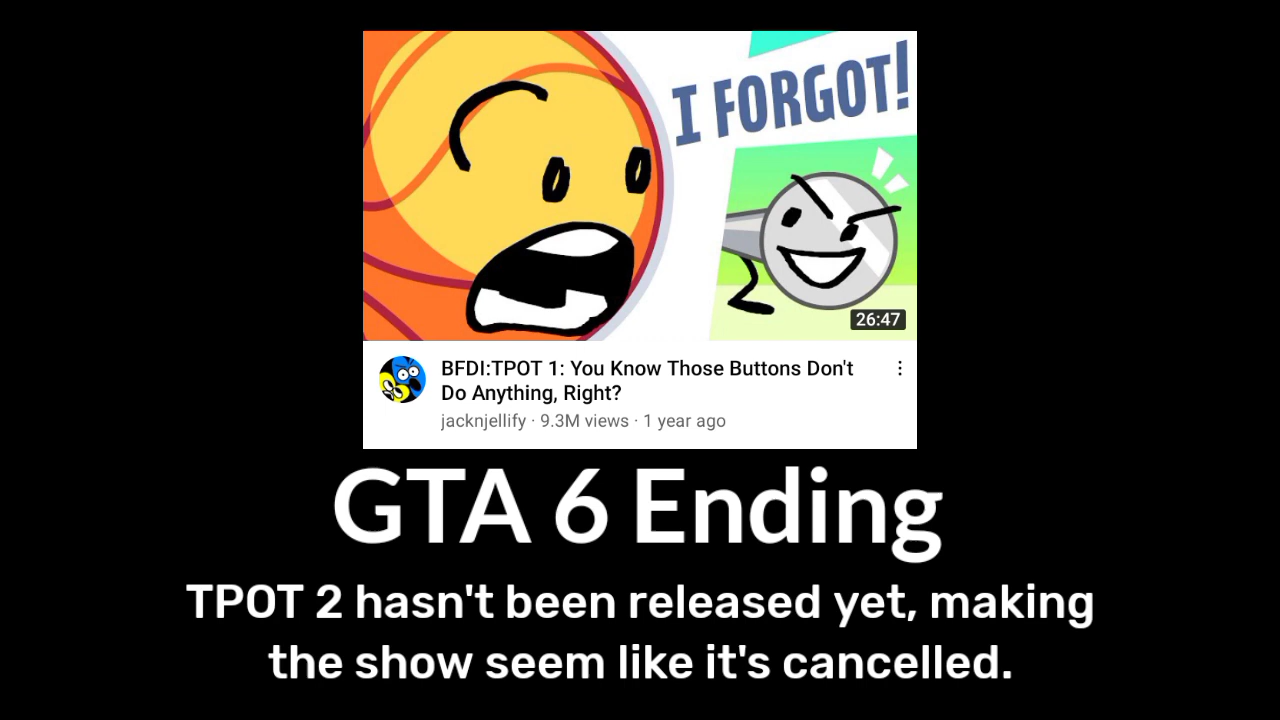 I FORGOT!
26:47
BFDI:TPOT 1: You Know Those Buttons Don't
Do Anything, Right?
jacknjellify · 9.3M views · 1 year ago
GTA 6 Ending
TPOT 2 hasn't been released yet, making
the show seem like it's cancelled.